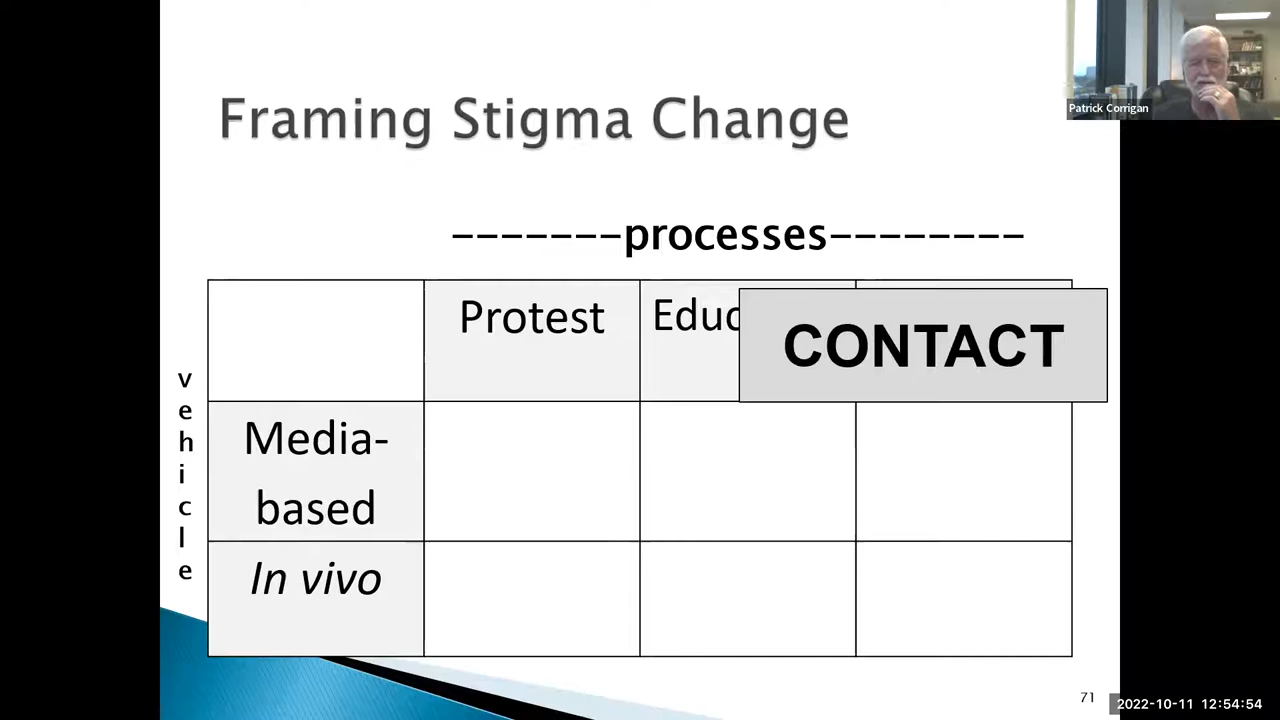 Patrick Corrigan
Framing Stigma Change
-------processes--------
Protest
Educ
CONTACT
vehicle
Media-
based
In vivo
71
2022-10-11 12:54:54